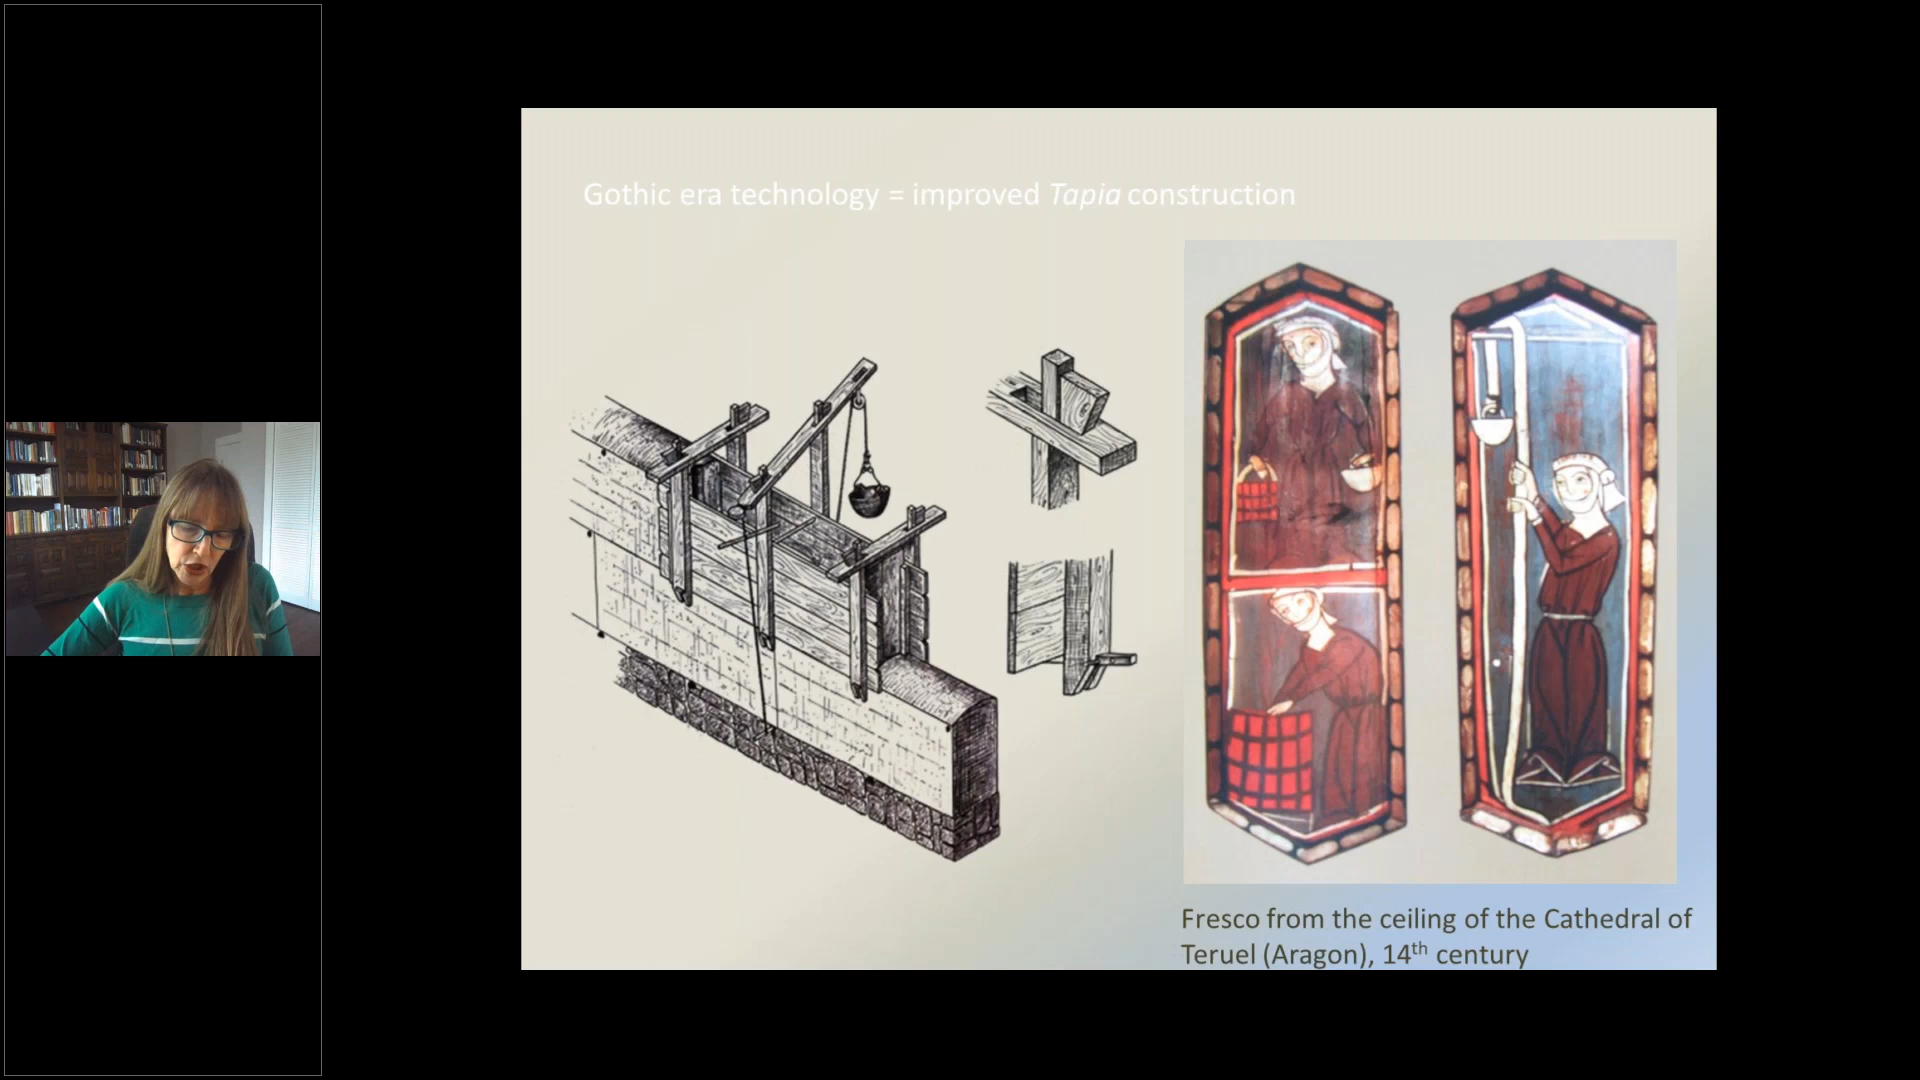 Gothic era technology = improved Tapia construction
Fresco from the ceiling of the Cathedral of
Teruel (Aragon), 14th century